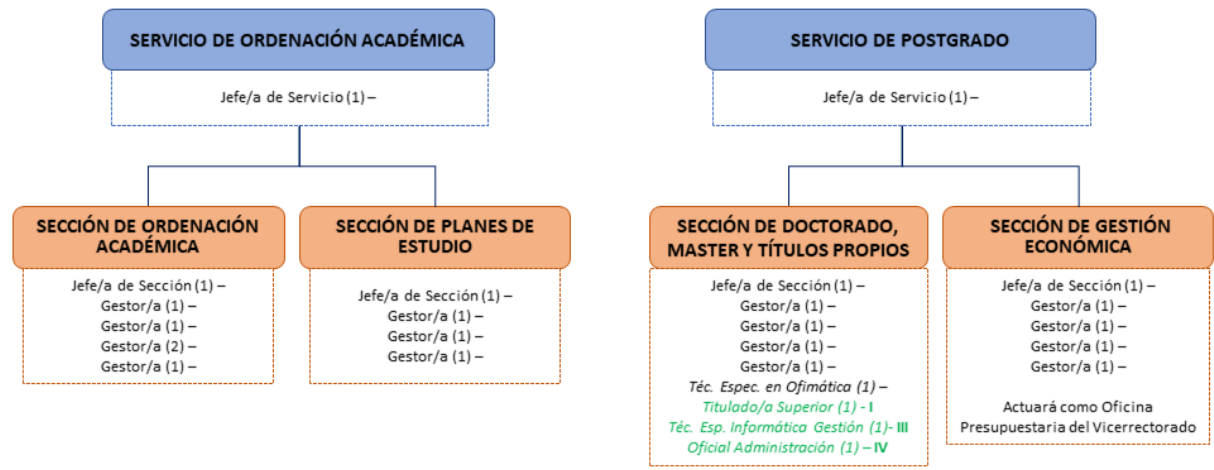 SERVICIO DE ORDENACIÓN ACADÉMICA
Jefe/a de Servicio (1) –
SECCIÓN DE ORDENACIÓN
ACADÉMICA
Jefe/a de Sección (1) –
Gestor/a (1) –
Gestor/a (1) –
Gestor/a (2) –
Gestor/a (1) –
SECCIÓN DE PLANES DE
ESTUDIO
Jefe/a de Sección (1) –
Gestor/a (1) –
Gestor/a (1) –
Gestor/a (1) –
SERVICIO DE POSTGRADO
Jefe/a de Servicio (1) –
SECCIÓN DE DOCTORADO,
MASTER Y TÍTULOS PROPIOS
Jefe/a de Sección (1) –
Gestor/a (1) –
Gestor/a (1) –
Gestor/a (1) –
Gestor/a (1) –
Téc. Espec. en Ofimática (1) –
Titulado/a Superior (1) - I
Téc. Esp. Informática Gestión (1)- III
Oficial Administración (1) – IV
SECCIÓN DE GESTIÓN
ECONÓMICA
Jefe/a de Sección (1) –
Gestor/a (1) –
Gestor/a (1) –
Gestor/a (1) –
Gestor/a (1) –
Actuará como Oficina
Presupuestaria del Vicerrectorado